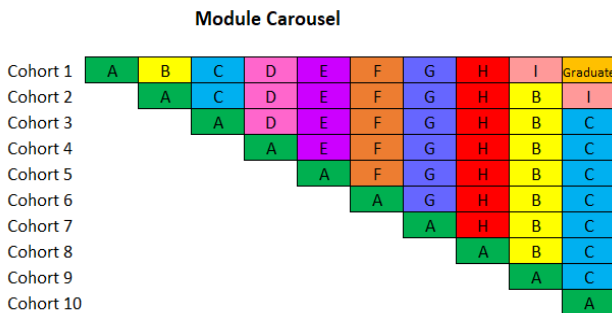 Module Carousel
Cohort 1 A B C D E F G H I Graduate
Cohort 2 A C D E F G H B I
Cohort 3 A D E F G H B C
Cohort 4 A E F G H B C
Cohort 5 A F G H B C
Cohort 6 A G H B C
Cohort 7 A H B C
Cohort 8 A B C
Cohort 9 A C
Cohort 10 A